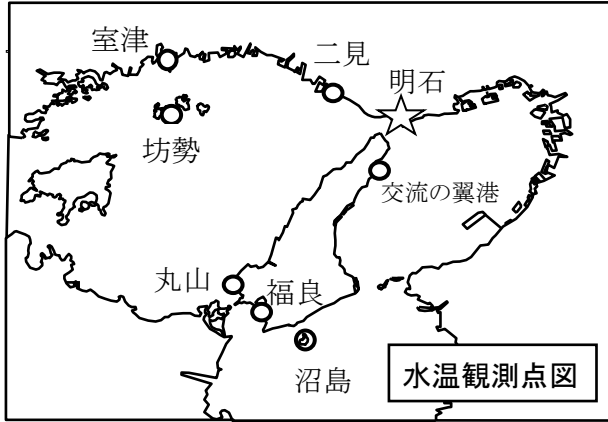 室津
二見
明石
坊勢
交流の翼港
丸山
福良
沼島
水温観測点図